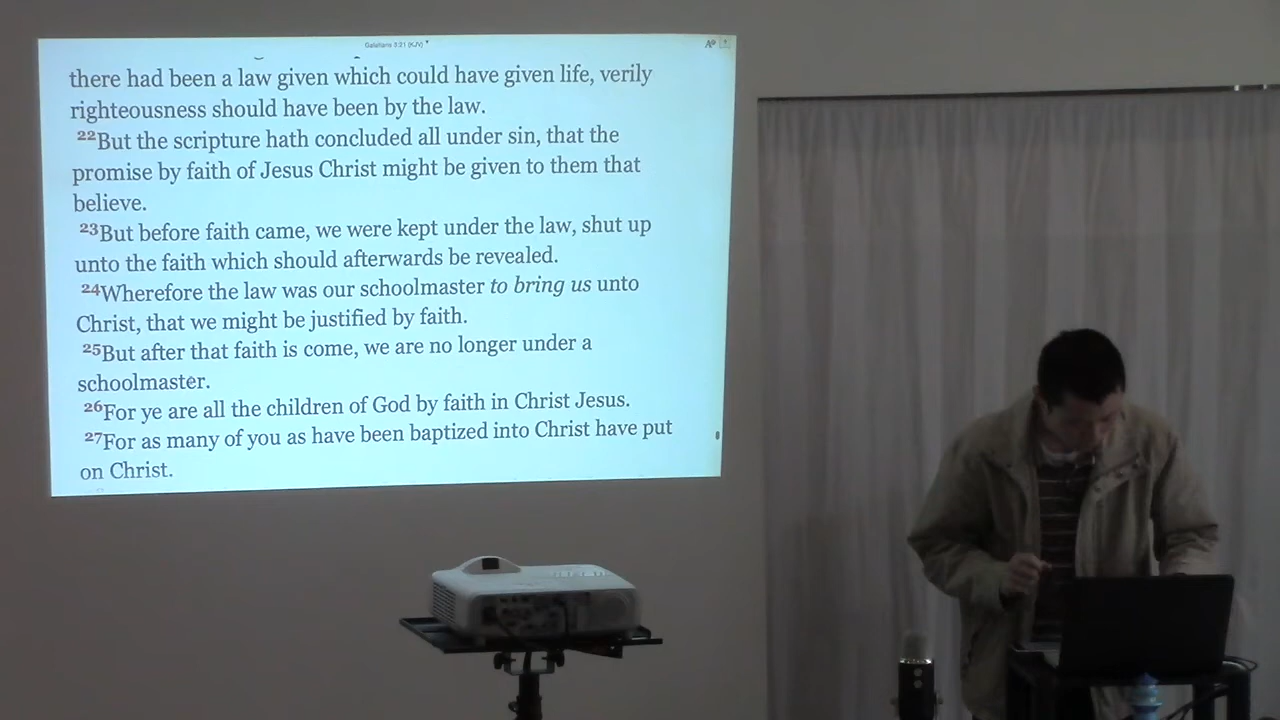 Galatians 3:21 (KJV)
there had been a law given which could have given life, verily
righteousness should have been by the law.
22But the scripture hath concluded all under sin, that the
promise by faith of Jesus Christ might be given to them that
believe.
23But before faith came, we were kept under the law, shut up
unto the faith which should afterwards be revealed.
24Wherefore the law was our schoolmaster to bring us unto
Christ, that we might be justified by faith.
25But after that faith is come, we are no longer under a
schoolmaster.
26For ye are all the children of God by faith in Christ Jesus.
27For as many of you as have been baptized into Christ have put
on Christ.